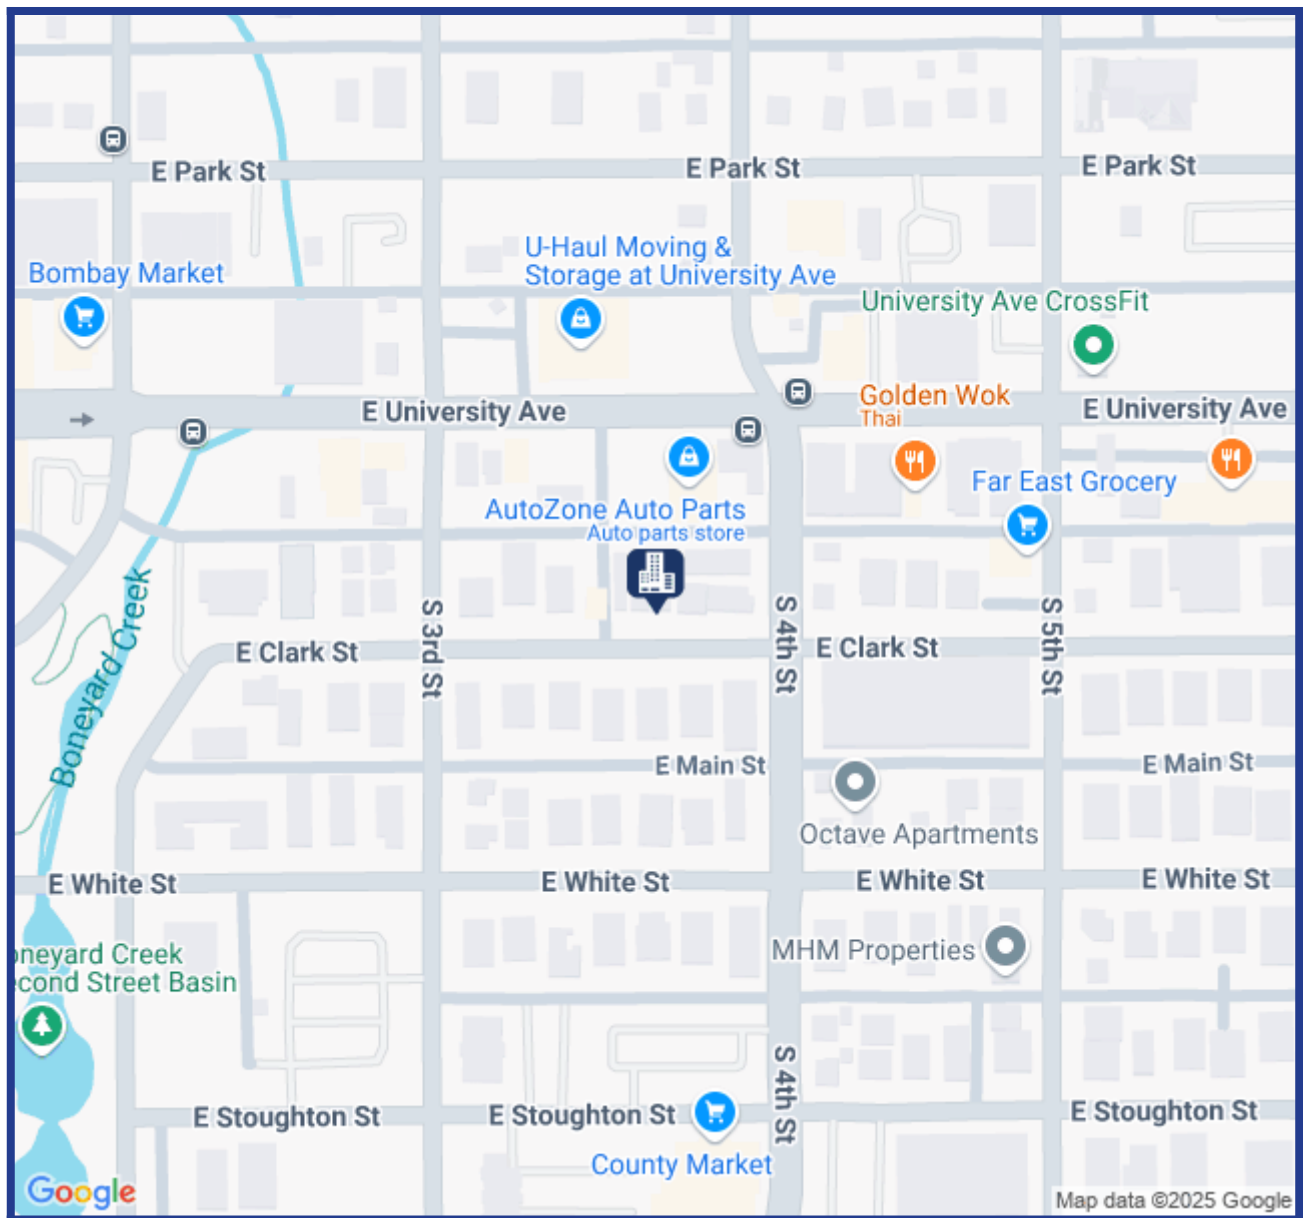 E Park St
E Park St
E Park St
U-Haul Moving &
Storage at University Ave
Bombay Market
University Ave CrossFit
Golden Wok
Thai
E University Ave
E University Ave
Far East Grocery
AutoZone Auto Parts
Auto parts store
Boneyard Creek
S 3rd St
S 4th St
S 5th St
E Clark St
E Clark St
E Main St
E Main St
Octave Apartments
E White St
E White St
E White St
E White St
MHM Properties
oneyard Creek
econd Street Basin
S 4th St
E Stoughton St
E Stoughton St
E Stoughton St
County Market
Google
Map data ©2025 Google